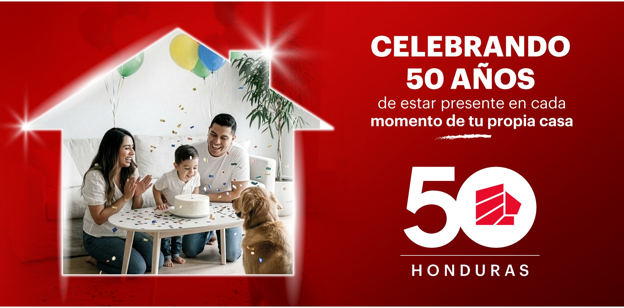 CELEBRANDO
50 AÑOS
de estar presente en cada
momento de tu propia casa
50
HONDURAS